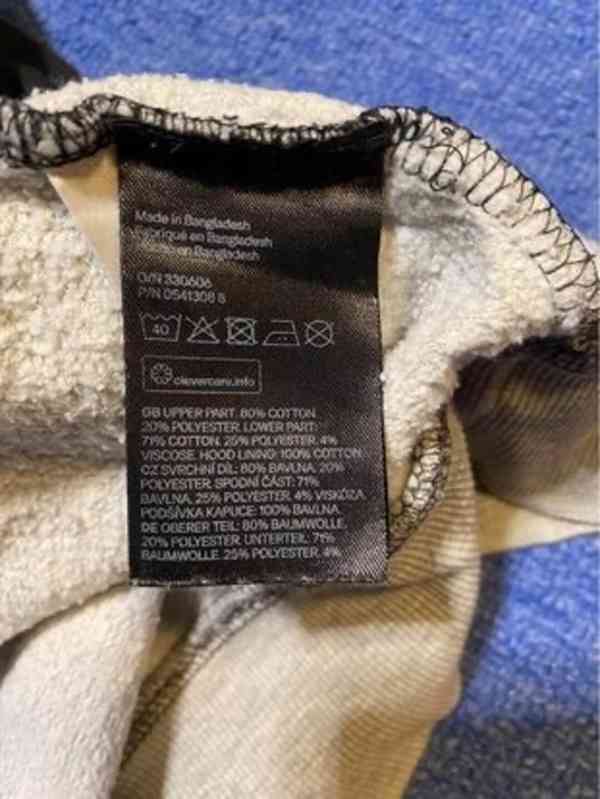 Made in Bangladesh
Fabriqué en Bangladesh
en Bangladesh
O/N 330606
P/N 0541308 8
40
clevercare.info
GB UPPER PART: 80% COTTON.
20% POLYESTER. LOWER PART:
71% COTTON. 25% POLYESTER. 4%
VISCOSE. HOOD LINING: 100% COTTON.
CZ SVRCHNÍ DÍL: 80% BAVLNA. 20%
POLYESTER. SPODNÍ ČÁST: 71%
BAVLNA. 25% POLYESTER. 4% VISKÓZA.
PODŠÍVKA KAPUCE: 100% BAVLNA.
DE OBERER TEIL: 80% BAUMWOLLE.
20% POLYESTER. UNTERTEIL: 71%
BAUMWOLLE. 25% POLYESTER. 4%